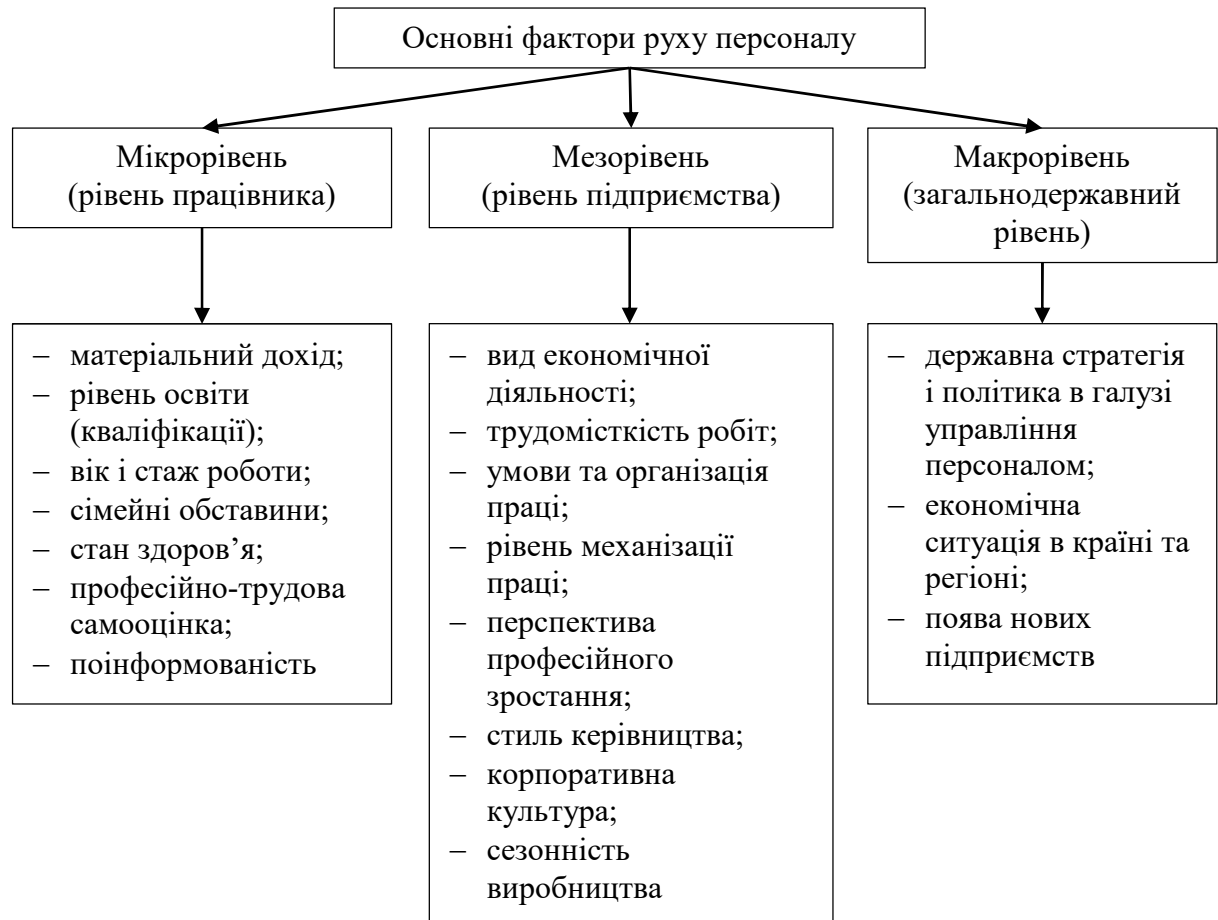 Основні фактори руху персоналу
Мікрорівень
(рівень працівника)
Мезорівень
(рівень підприємства)
Макрорівень
(загальнодержавний
рівень)
– матеріальний дохід;
– рівень освіти
(кваліфікації);
– вік і стаж роботи;
– сімейні обставини;
– стан здоров’я;
– професійно-трудова
самооцінка;
– поінформованість
– вид економічної
діяльності;
– трудомісткість робіт;
– умови та організація
праці;
– рівень механізації
праці;
– перспектива
професійного
зростання;
– стиль керівництва;
– корпоративна
культура;
– сезонність
виробництва
– державна стратегія
і політика в галузі
управління
персоналом;
– економічна
ситуація в країні та
регіоні;
– поява нових
підприємств